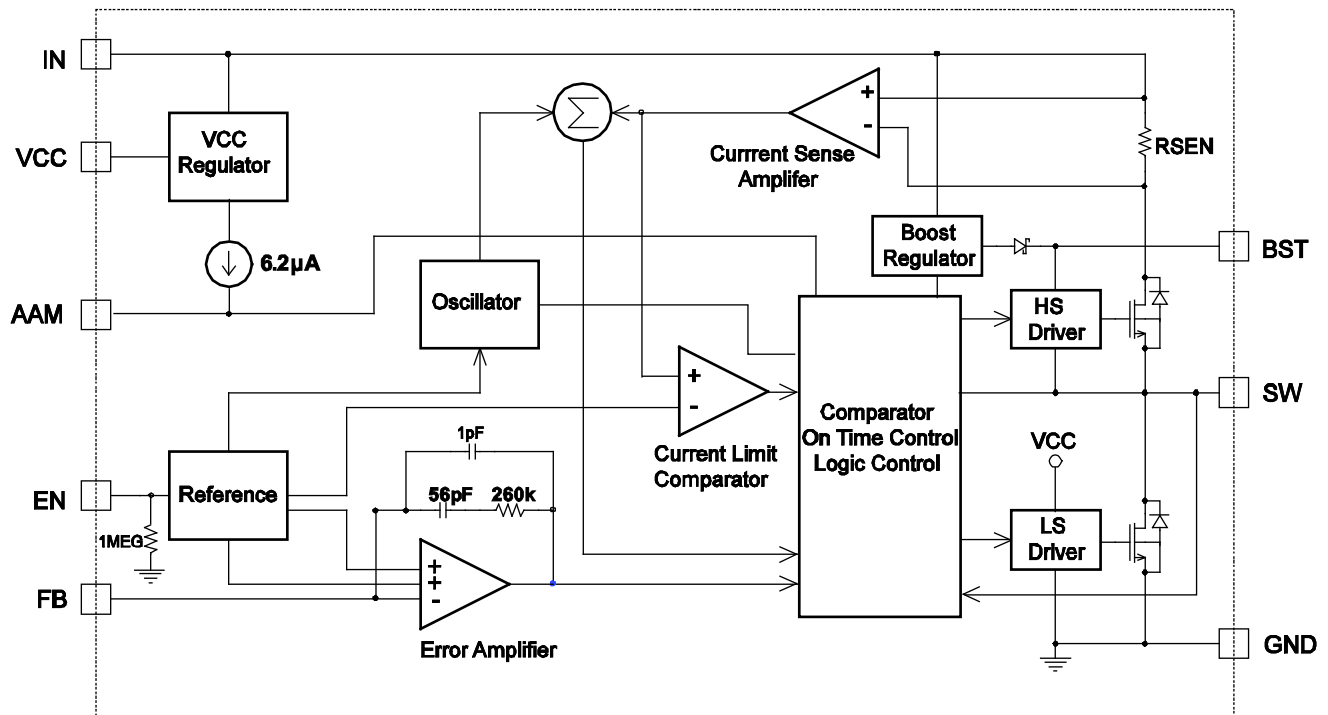 IN
VCC
Regulator
VCC
6.2µA
AAM
Oscillator
Σ
+
-
Currrent Sense
Amplifer
RSEN
Boost
Regulator
BST
HS
Driver
SW
+
-
Current Limit
Comparator
Comparator
On Time Control
Logic Control
VCC
LS
Driver
GND
EN
1MEG
Reference
1pF
56pF
260k
FB
+
+
-
Error Amplifier